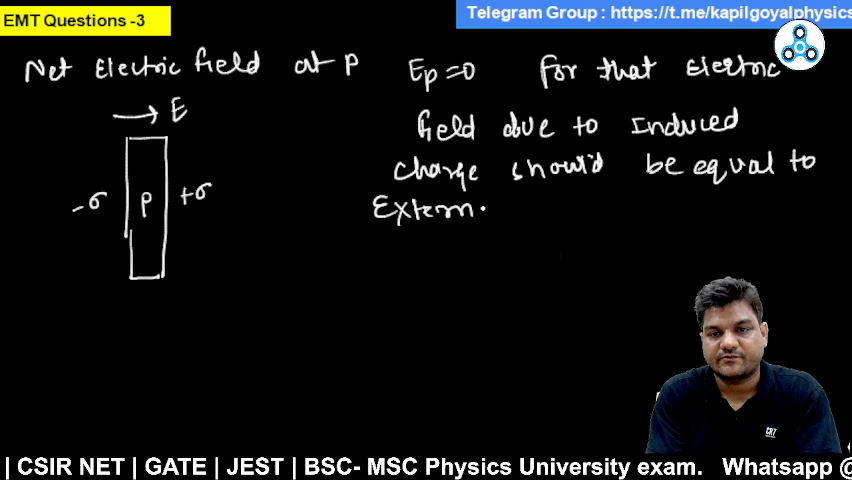 EMT Questions -3
Telegram Group : https://t.me/kapilgoyalphysics
Net Electric field at P
Ep = 0 for that Electric
field due to Induced
charge should be equal to
Extern.
→ E
-σ P +σ
| CSIR NET | GATE | JEST | BSC- MSC Physics University exam. Whatsapp @